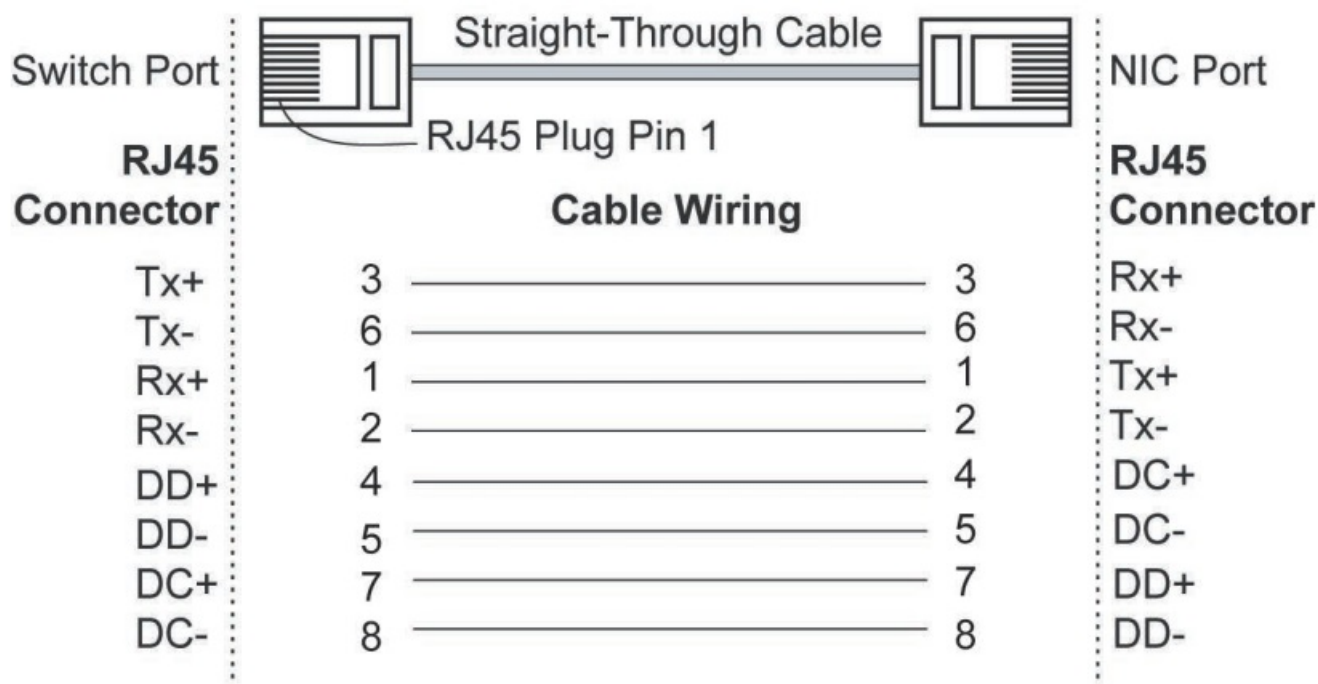 Straight-Through Cable
Switch Port NIC Port
RJ45 Plug Pin 1
RJ45 Connector Cable Wiring RJ45 Connector
Tx+ 3 3 Rx+
Tx- 6 6 Rx-
Rx+ 1 1 Tx+
Rx- 2 2 Tx-
DD+ 4 4 DC+
DD- 5 5 DC-
DC+ 7 7 DD+
DC- 8 8 DD-